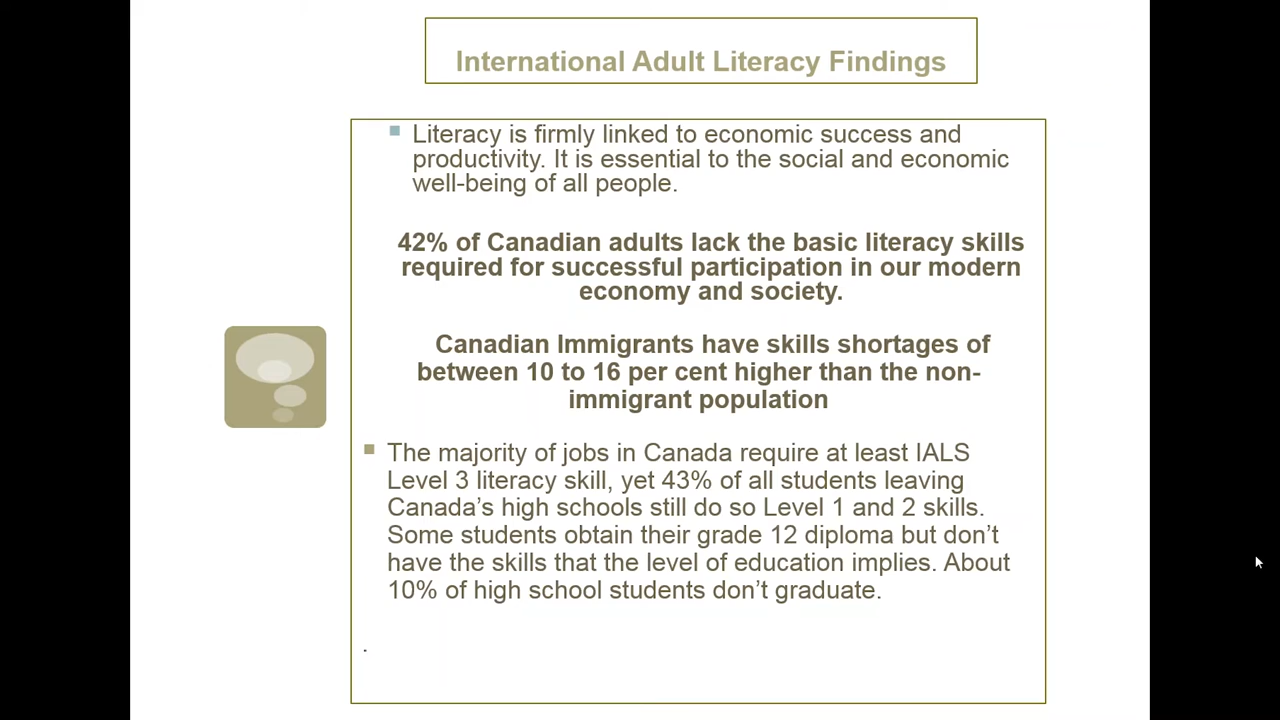 International Adult Literacy Findings
Literacy is firmly linked to economic success and
productivity. It is essential to the social and economic
well-being of all people.
42% of Canadian adults lack the basic literacy skills
required for successful participation in our modern
economy and society.
Canadian Immigrants have skills shortages of
between 10 to 16 per cent higher than the non-
immigrant population
The majority of jobs in Canada require at least IALS
Level 3 literacy skill, yet 43% of all students leaving
Canada’s high schools still do so Level 1 and 2 skills.
Some students obtain their grade 12 diploma but don’t
have the skills that the level of education implies. About
10% of high school students don’t graduate.
.